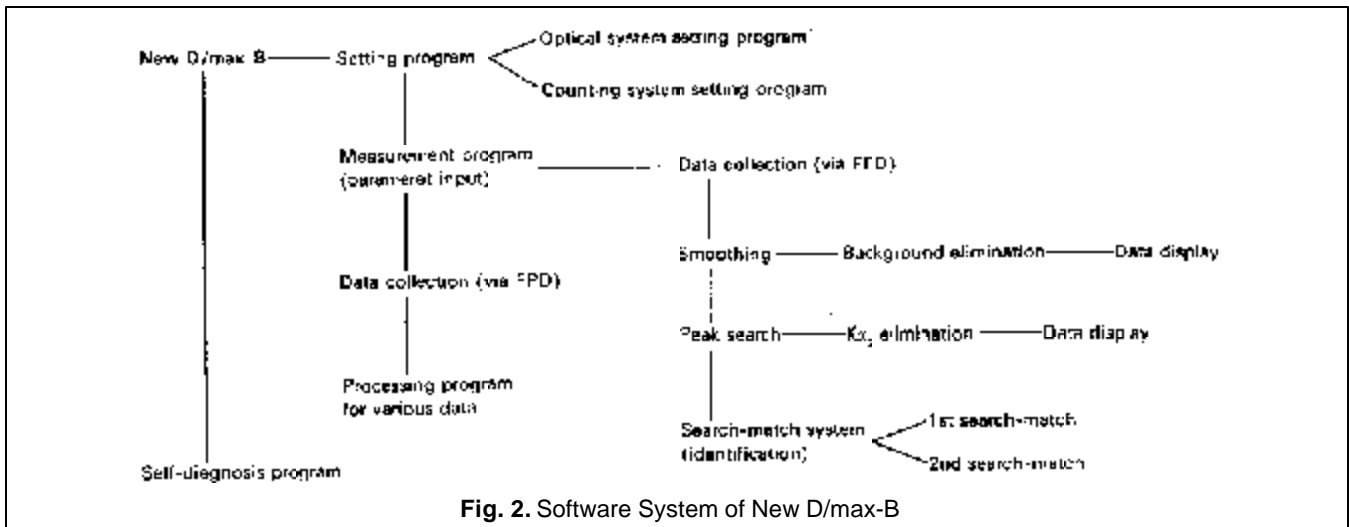 New D/max B
Setting program
Optical system setting program
Counting system setting program
Measurement program
(parameret input)
Data collection (via FPD)
Data collection (via FPD)
Smoothing
Background elimination
Data display
Peak search
Kα₂ elimination
Data display
Processing program
for various data
Search-match system
(identification)
1st search-match
2nd search-match
Self-diegnosis program
Fig. 2. Software System of New D/max-B